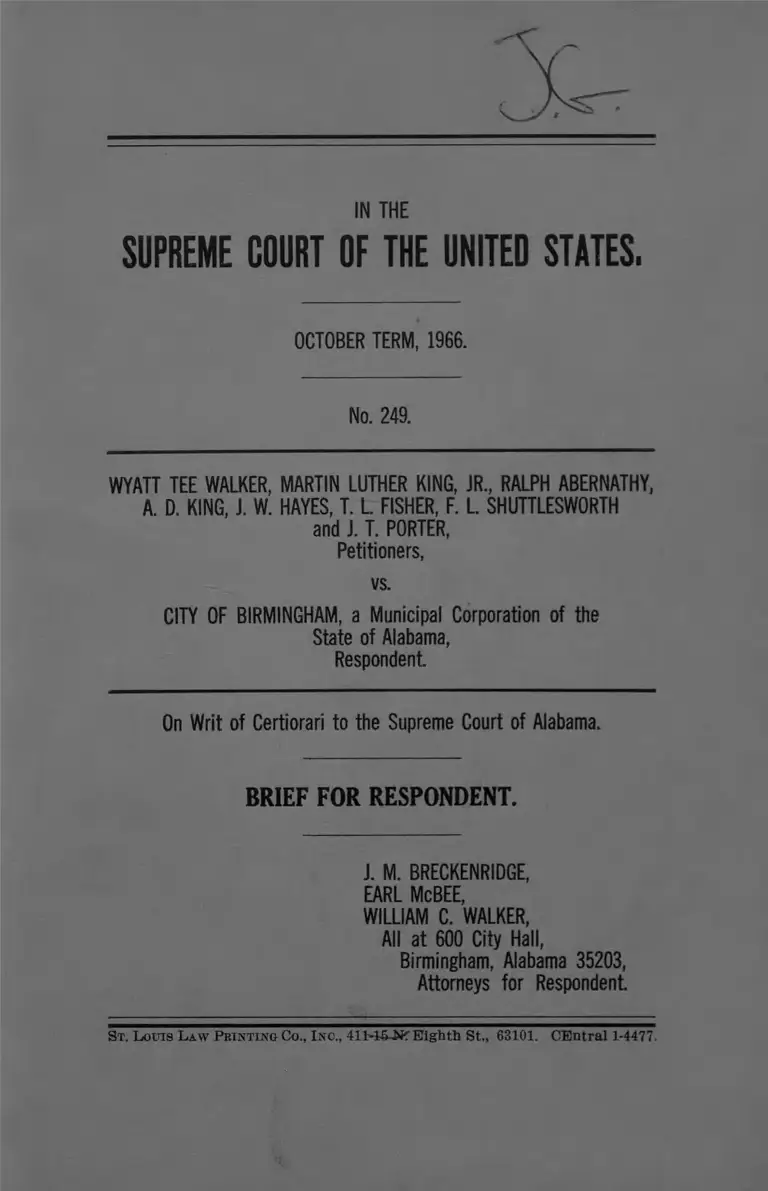 J.G.
IN THE
SUPREME COURT OF THE UNITED STATES.
OCTOBER TERM, 1966.
No. 249.
WYATT TEE WALKER, MARTIN LUTHER KING, JR., RALPH ABERNATHY,
A. D. KING, J. W. HAYES, T. L. FISHER, F. L. SHUTTLESWORTH
and J. T. PORTER,
Petitioners,
vs.
CITY OF BIRMINGHAM, a Municipal Corporation of the
State of Alabama,
Respondent.
On Writ of Certiorari to the Supreme Court of Alabama.
BRIEF FOR RESPONDENT.
J. M. BRECKENRIDGE,
EARL McBEE,
WILLIAM C. WALKER,
All at 600 City Hall,
Birmingham, Alabama 35203,
Attorneys for Respondent.
ST. LOUIS LAW PRINTING CO., INC., 411-15 N. Eighth St., 63101. CEntral 1-4477.